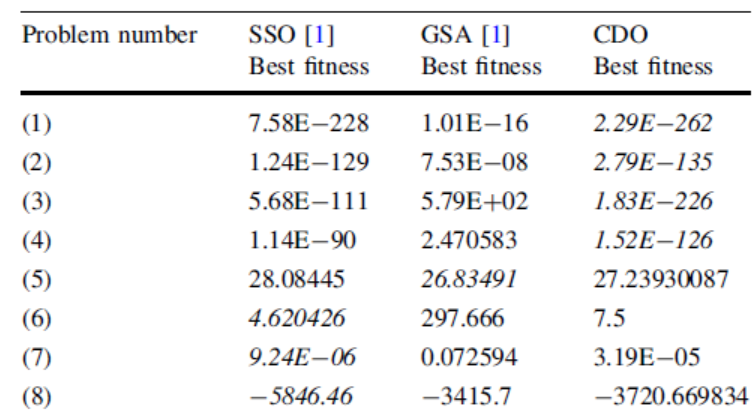 Problem number SSO [1] GSA [1] CDO
Best fitness Best fitness Best fitness
(1) 7.58E−228 1.01E−16 2.29E−262
(2) 1.24E−129 7.53E−08 2.79E−135
(3) 5.68E−111 5.79E+02 1.83E−226
(4) 1.14E−90 2.470583 1.52E−126
(5) 28.08445 26.83491 27.23930087
(6) 4.620426 297.666 7.5
(7) 9.24E−06 0.072594 3.19E−05
(8) −5846.46 −3415.7 −3720.669834